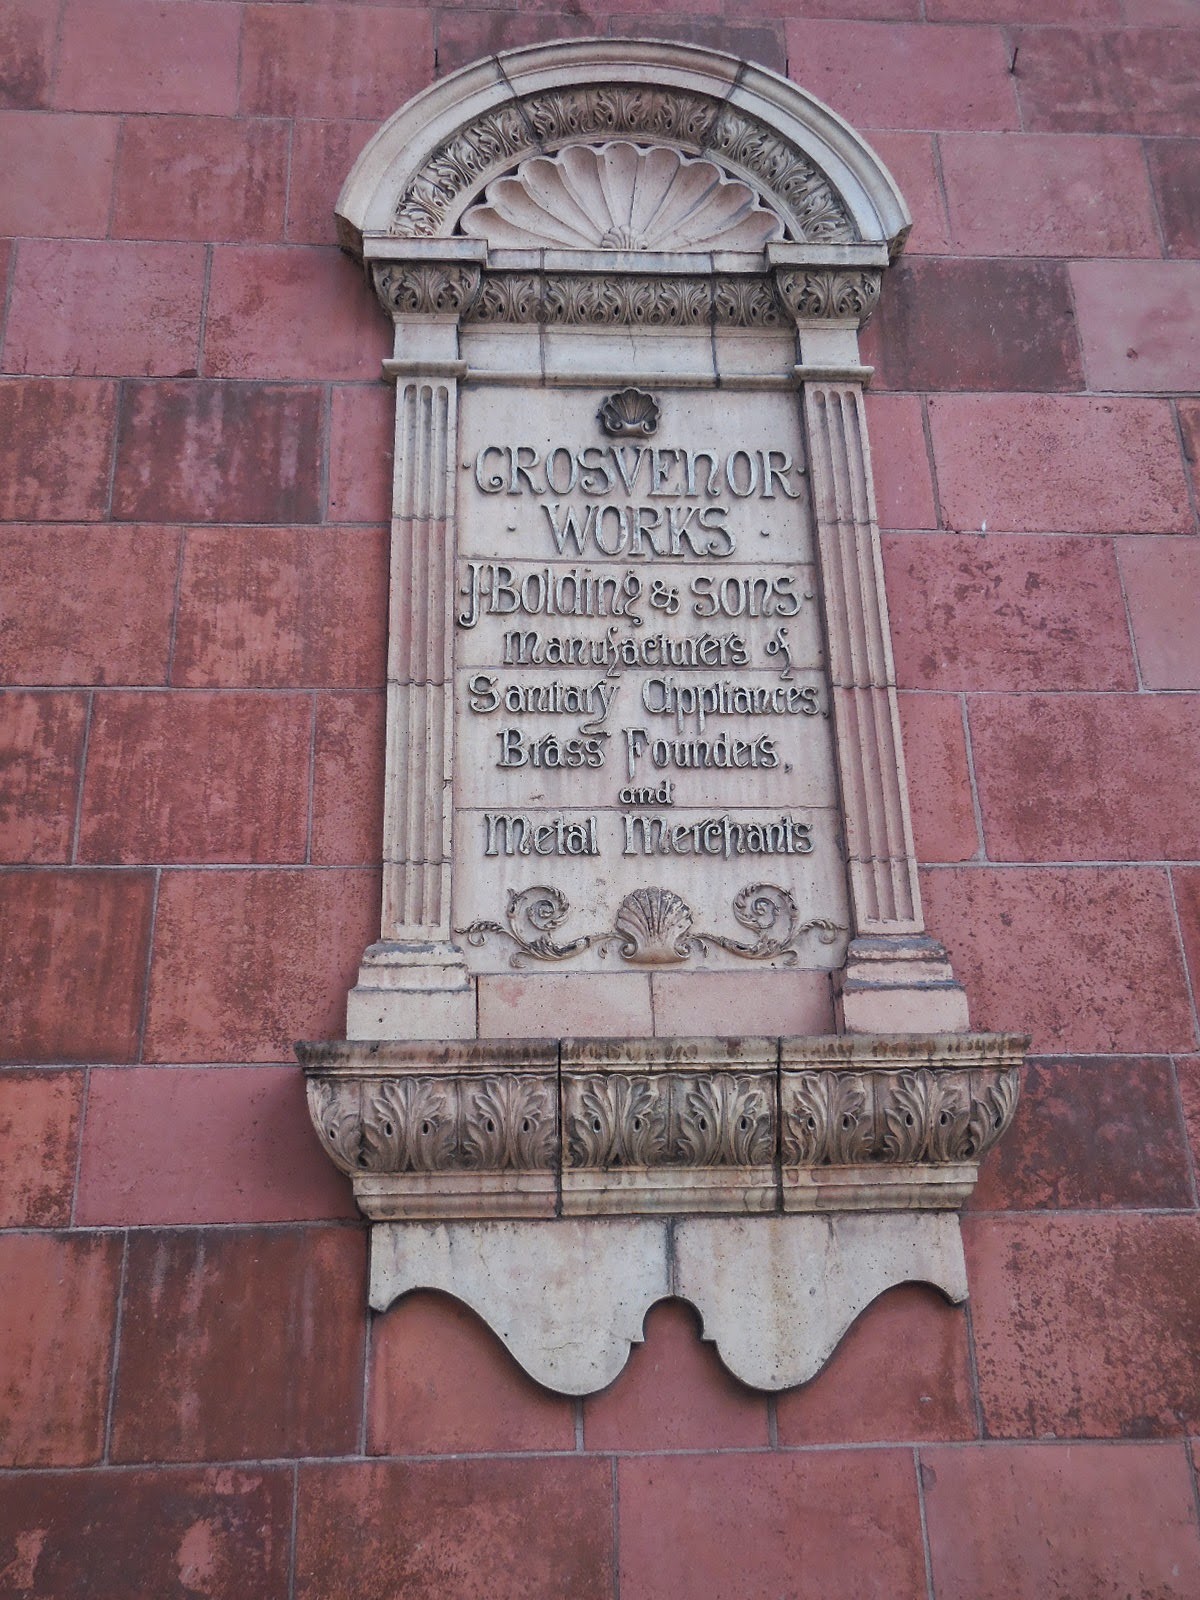 ·GROSVENOR·
·WORKS·
J·Bolding & Sons·
Manufacturers of
Sanitary Appliances,
Brass Founders,
and
Metal Merchants